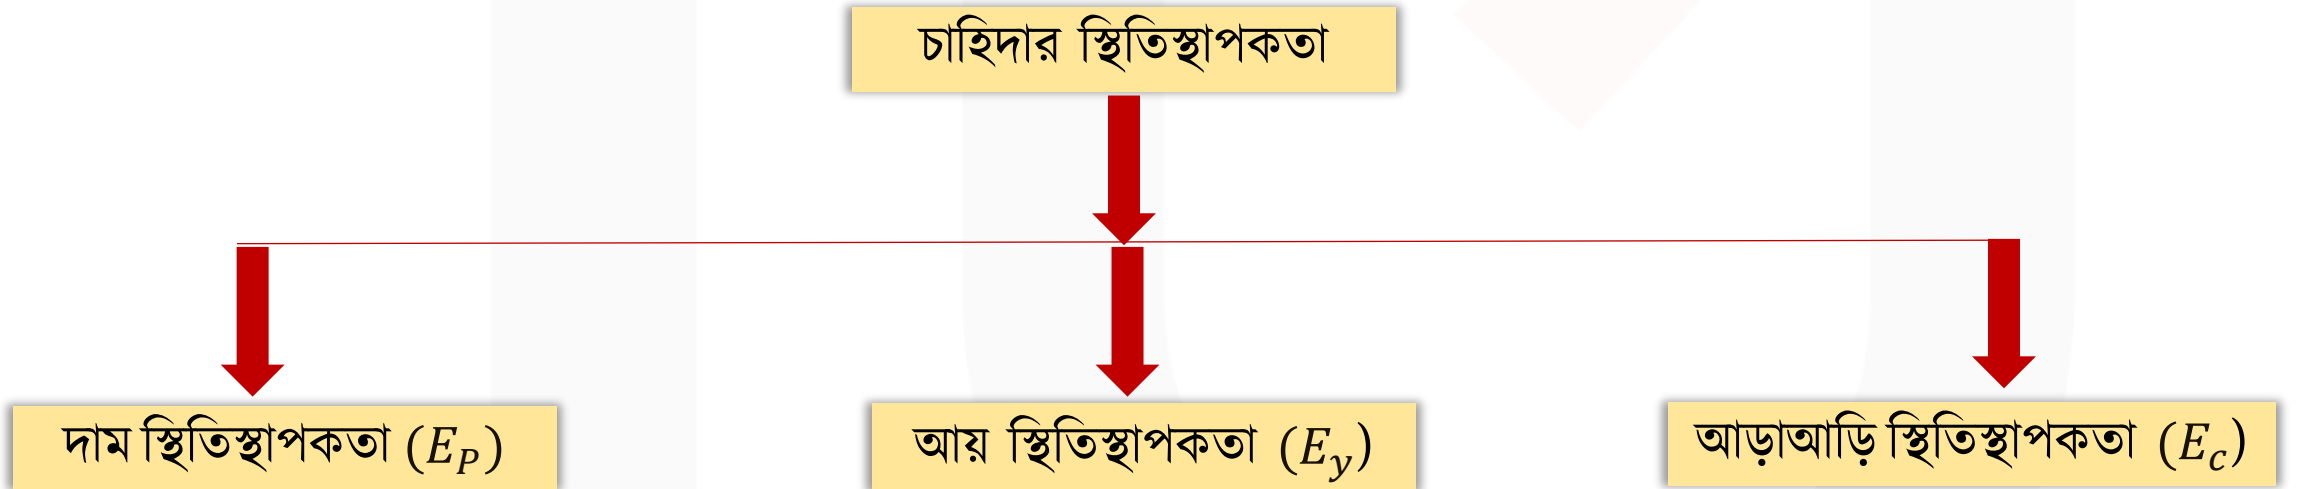 চাহিদার স্থিতিস্থাপকতা
দাম স্থিতিস্থাপকতা (E_P)
আয় স্থিতিস্থাপকতা (E_y)
আড়াআড়ি স্থিতিস্থাপকতা (E_c)